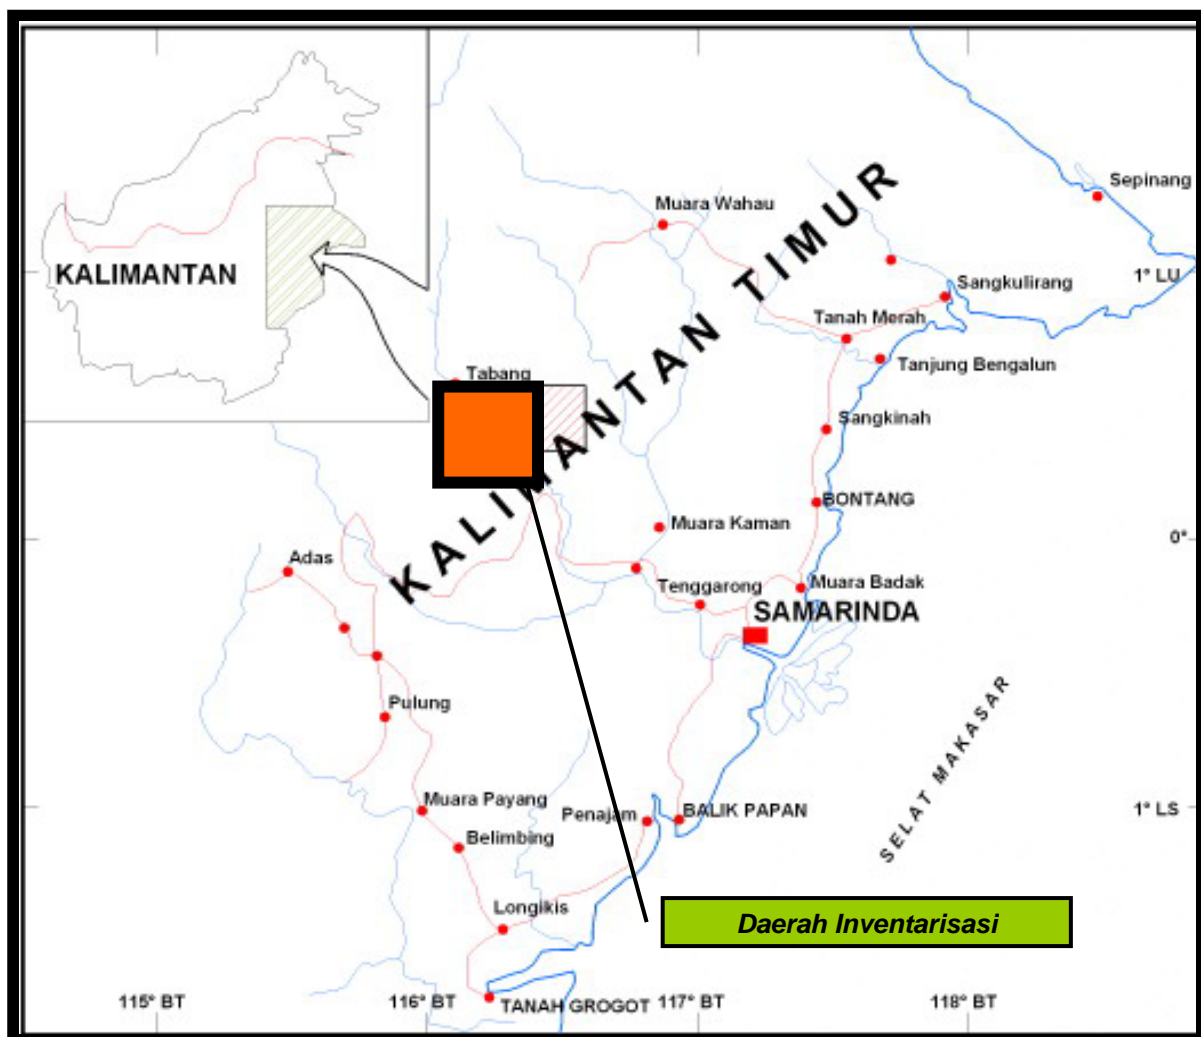 Sepinang
Muara Wahau
KALIMANTAN
1° LU
Sangkulirang
Tanah Merah
Tanjung Bengalun
Tabang
Sangkinah
KALIMANTAN TIMUR
BONTANG
Muara Kaman
0°
Adas
Tenggarong
Muara Badak
SAMARINDA
Pulung
SELAT MAKASAR
Muara Payang
Penajam
BALIK PAPAN
1° LS
Belimbing
Longikis
Daerah Inventarisasi
115° BT
116° BT
TANAH GROGOT
117° BT
118° BT